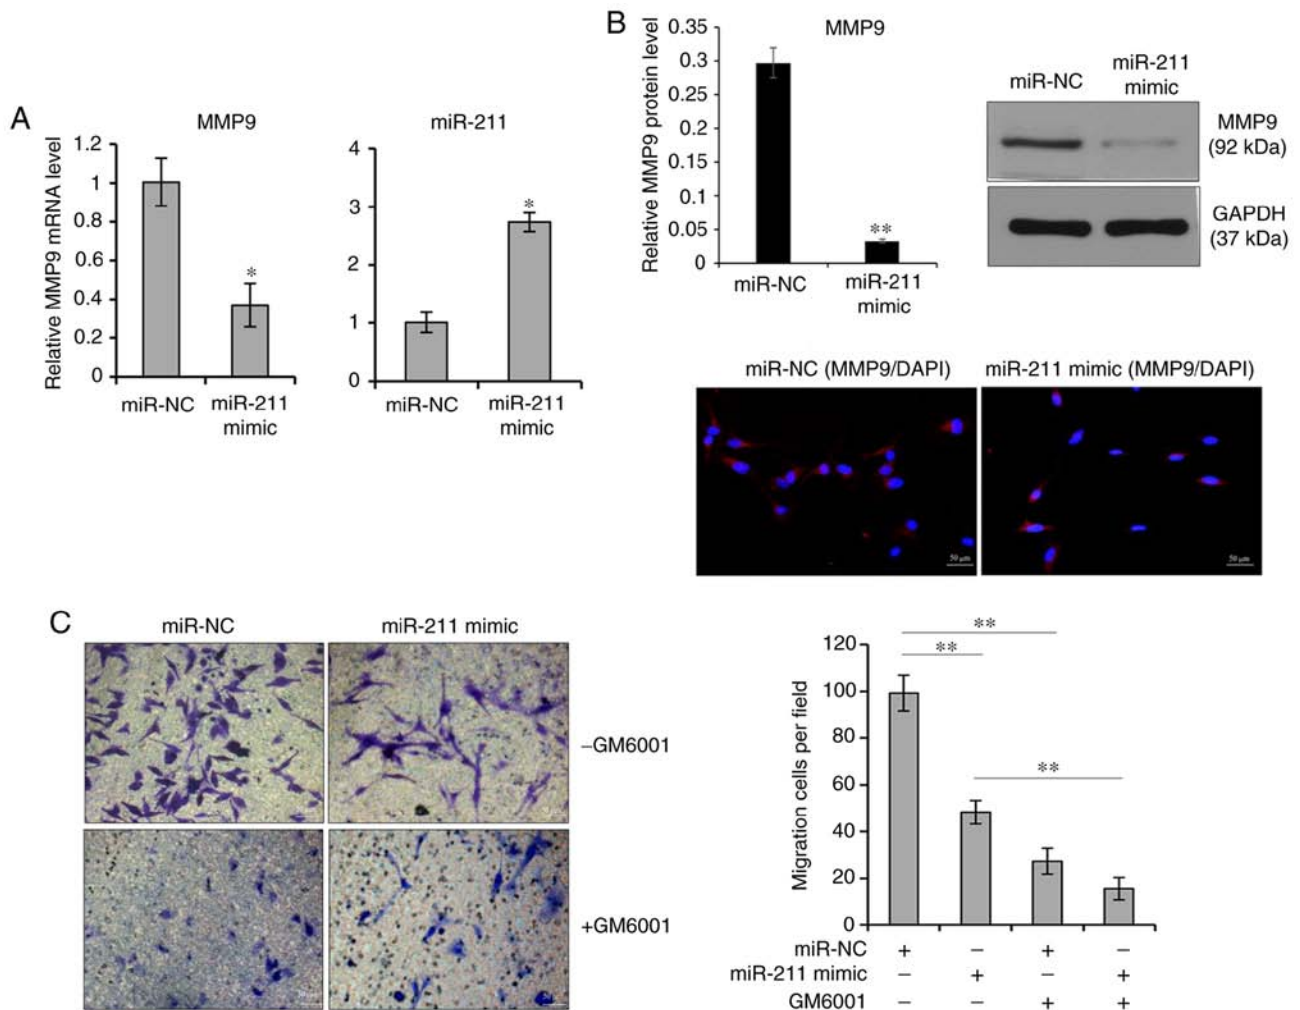 A
MMP9
Relative MMP9 mRNA level
1.2
1
0.8
0.6
0.4
0.2
0
*
miR-NC
miR-211
mimic
miR-211
4
3
2
1
0
*
miR-NC
miR-211
mimic
B
MMP9
Relative MMP9 protein level
0.35
0.3
0.25
0.2
0.15
0.1
0.05
0
**
miR-NC
miR-211
mimic
miR-NC
miR-211
mimic
MMP9
(92 kDa)
GAPDH
(37 kDa)
miR-NC (MMP9/DAPI)
miR-211 mimic (MMP9/DAPI)
50 µm
50 µm
C
miR-NC
miR-211 mimic
–GM6001
+GM6001
Migration cells per field
120
100
80
60
40
20
0
**
**
**
miR-NC + – + –
miR-211 mimic – + – +
GM6001 – – + +